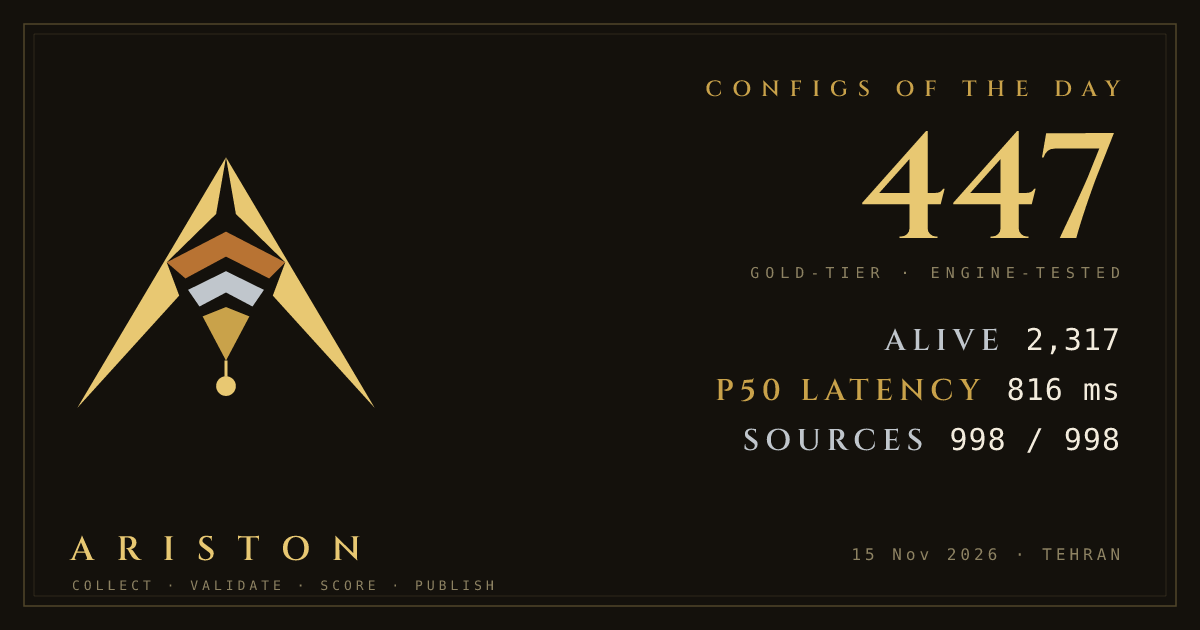 CONFIGS OF THE DAY
447
GOLD-TIER · ENGINE-TESTED
ALIVE 2,317
P50 LATENCY 816 ms
SOURCES 998 / 998
ARISTON
COLLECT · VALIDATE · SCORE · PUBLISH
15 Nov 2026 · TEHRAN